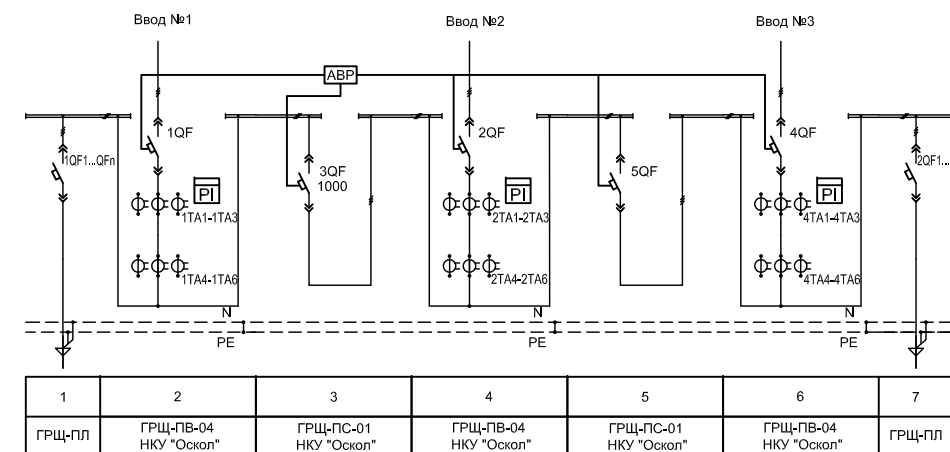 Ввод №1
Ввод №2
Ввод №3
АВР
1QF
2QF
4QF
1QF1...QFn
3QF
1000
5QF
2QF1...
PI
PI
PI
1TA1-1TA3
2TA1-2TA3
4TA1-4TA3
1TA4-1TA6
2TA4-2TA6
4TA4-4TA6
N
N
N
PE
PE
PE
1 2 3 4 5 6 7
ГРЩ-ПЛ
ГРЩ-ПВ-04
НКУ "Оскол"
ГРЩ-ПС-01
НКУ "Оскол"
ГРЩ-ПВ-04
НКУ "Оскол"
ГРЩ-ПС-01
НКУ "Оскол"
ГРЩ-ПВ-04
НКУ "Оскол"
ГРЩ-ПЛ